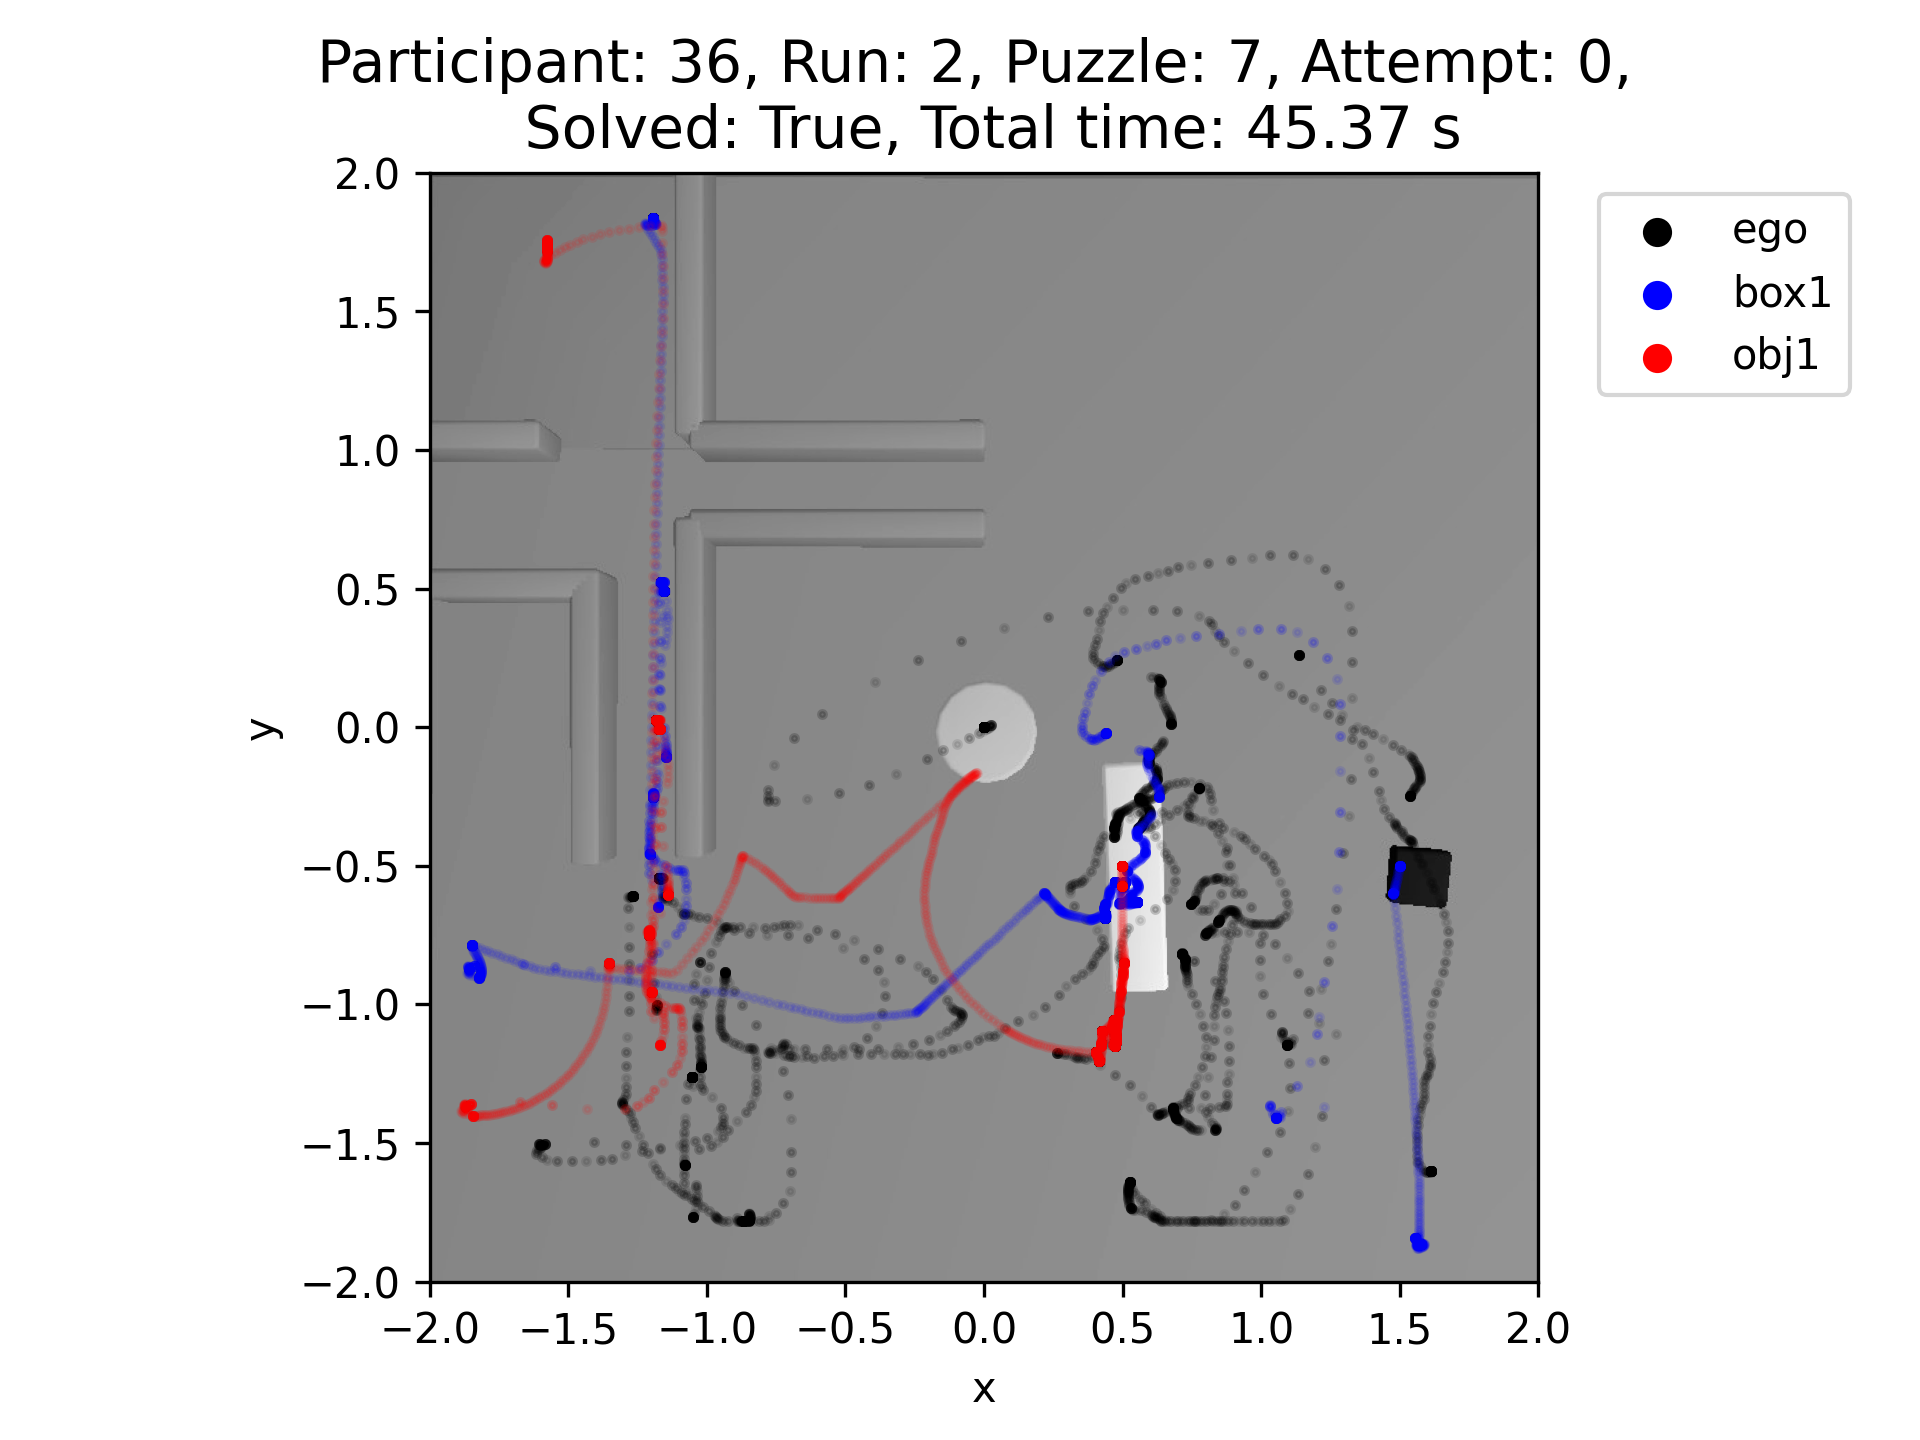 Participant: 36, Run: 2, Puzzle: 7, Attempt: 0,
Solved: True, Total time: 45.37 s
2.0
1.5
1.0
0.5
0.0
−0.5
−1.0
−1.5
−2.0
y
−2.0 −1.5 −1.0 −0.5 0.0 0.5 1.0 1.5 2.0
x
ego
box1
obj1